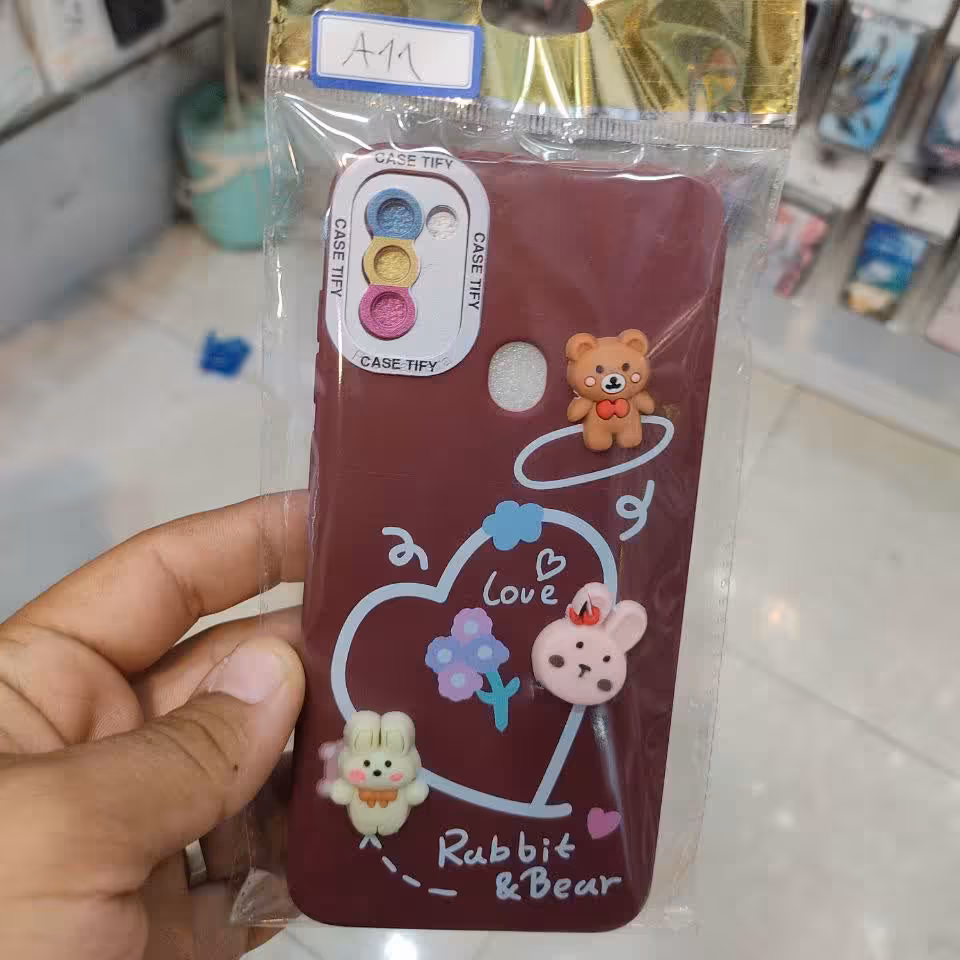 A11
CASE TIFY
CASE TIFY
CASE TIFY
CASE TIFY
Love
Rabbit
& Bear